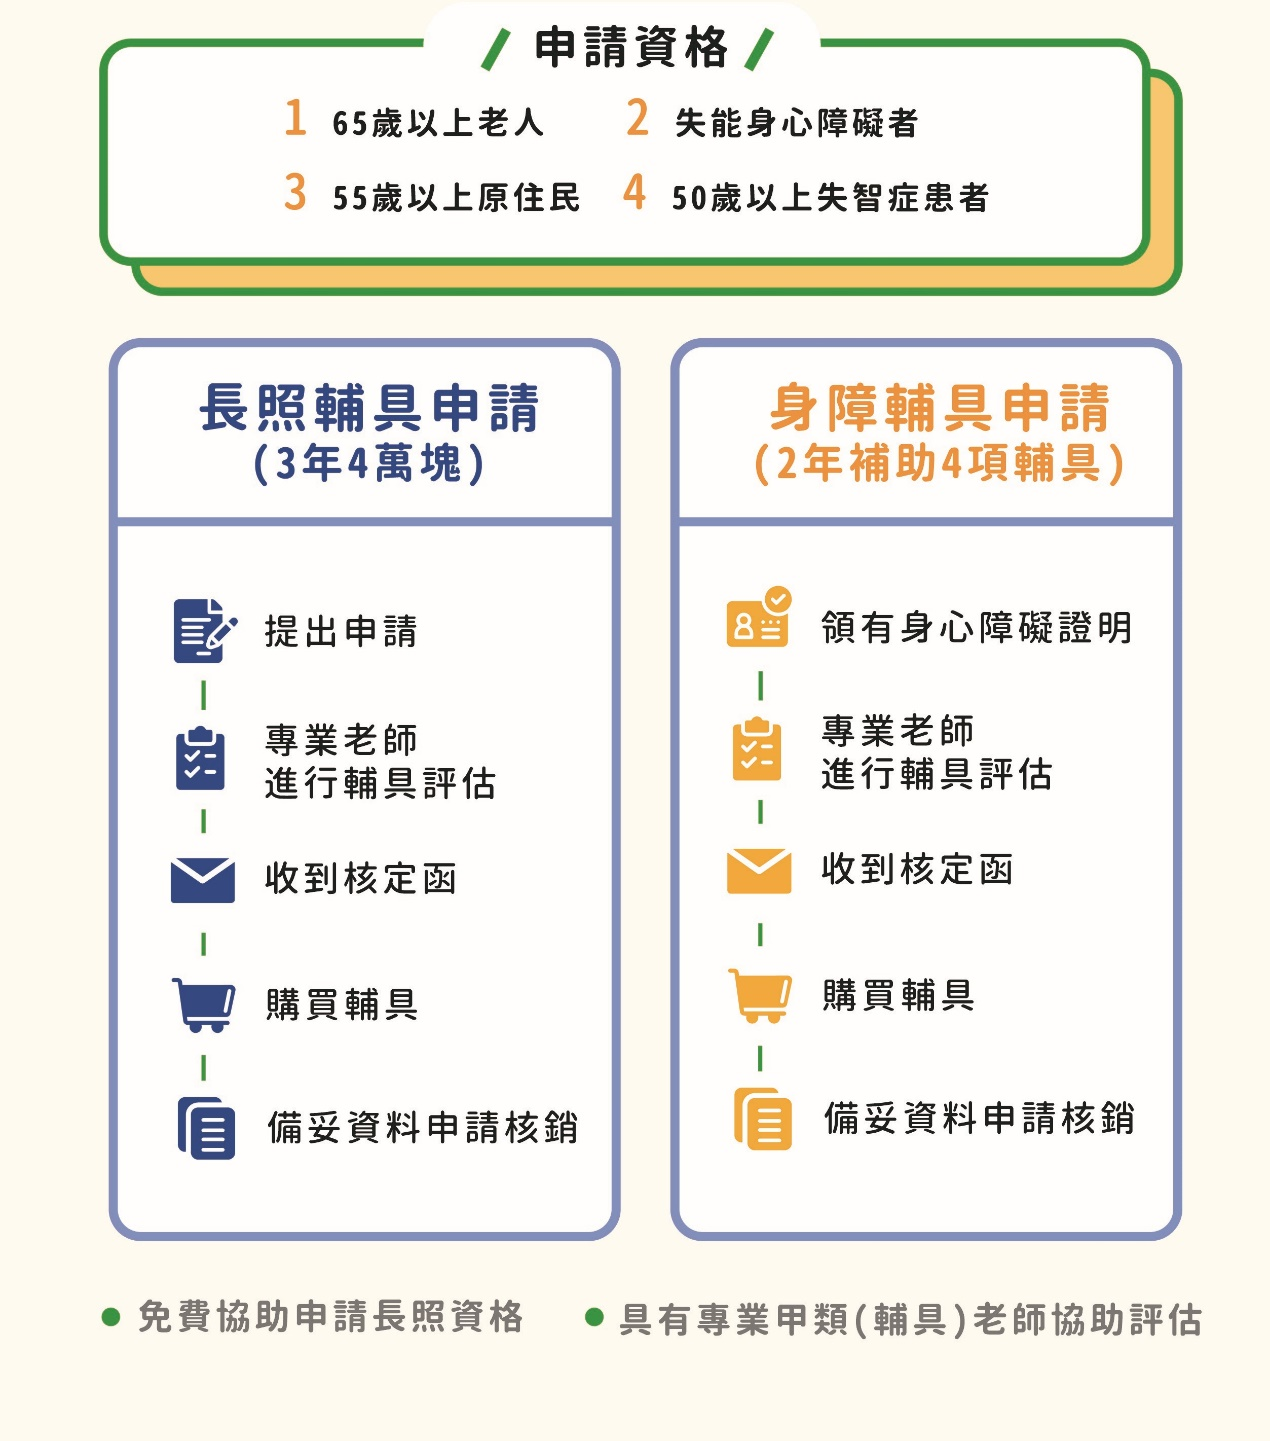 申請資格
1 65歲以上老人
2 失能身心障礙者
3 55歲以上原住民
4 50歲以上失智症患者
長照輔具申請
(3年4萬塊)
提出申請
專業老師
進行輔具評估
收到核定函
購買輔具
備妥資料申請核銷
身障輔具申請
(2年補助4項輔具)
領有身心障礙證明
專業老師
進行輔具評估
收到核定函
購買輔具
備妥資料申請核銷
免費協助申請長照資格
具有專業甲類(輔具)老師協助評估